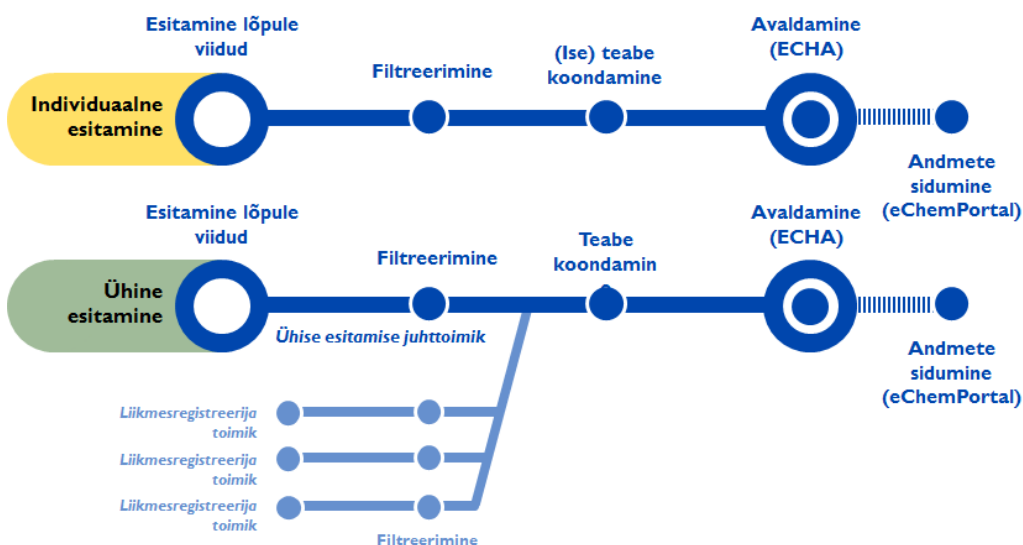 Esitamine lõpule
viidud
Filtreerimine
(Ise) teabe
koondamine
Avaldamine
(ECHA)
Individuaalne
esitamine
Andmete
sidumine
(eChemPortal)
Esitamine lõpule
viidud
Filtreerimine
Teabe
koondamin
Avaldamine
(ECHA)
Ühine
esitamine
Ühise esitamise juhttoimik
Andmete
sidumine
(eChemPortal)
Liikmesregistreerija
toimik
Liikmesregistreerija
toimik
Liikmesregistreerija
toimik
Filtreerimine